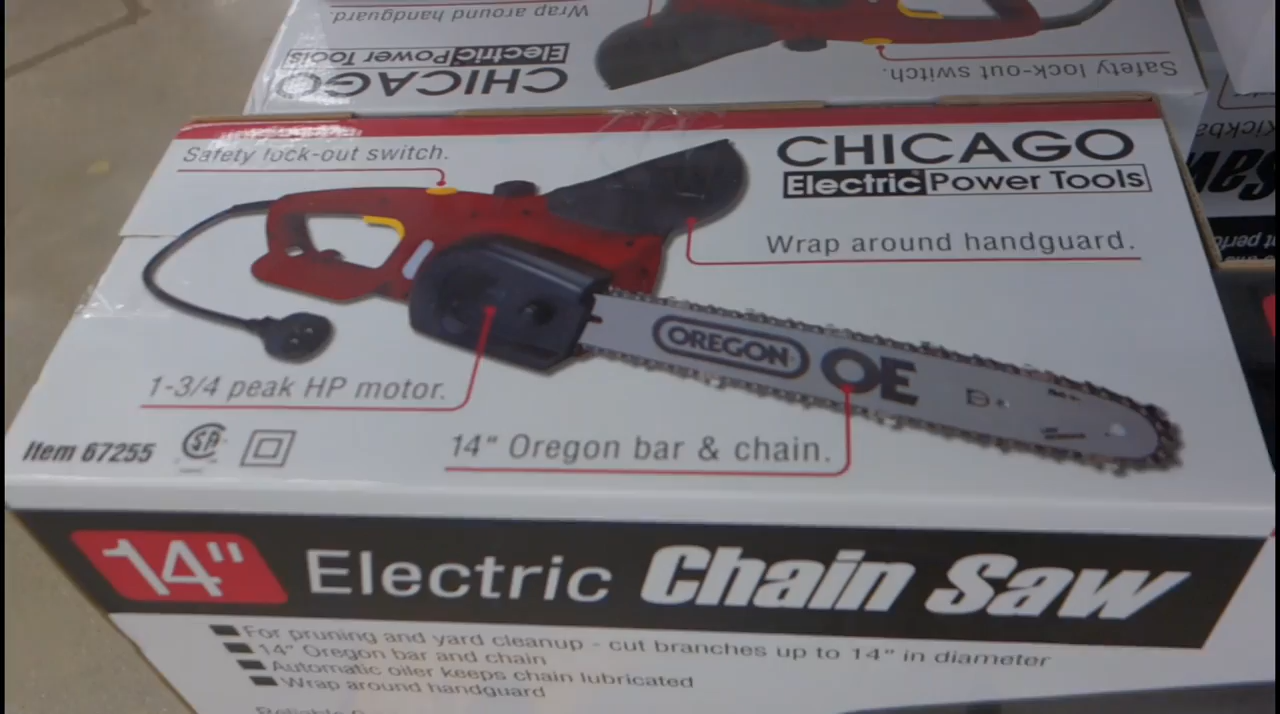 Wrap around handguard.
CHICAGO
Electric Power Tools
Safety lock-out switch.
Safety lock-out switch.
CHICAGO
Electric Power Tools
Wrap around handguard.
OREGON OE
1-3/4 peak HP motor.
14" Oregon bar & chain.
Item 67255
SA
14" Electric Chain Saw
For pruning and yard cleanup - cut branches up to 14" in diameter
14" Oregon bar and chain
Automatic oiler keeps chain lubricated
Wrap around handguard